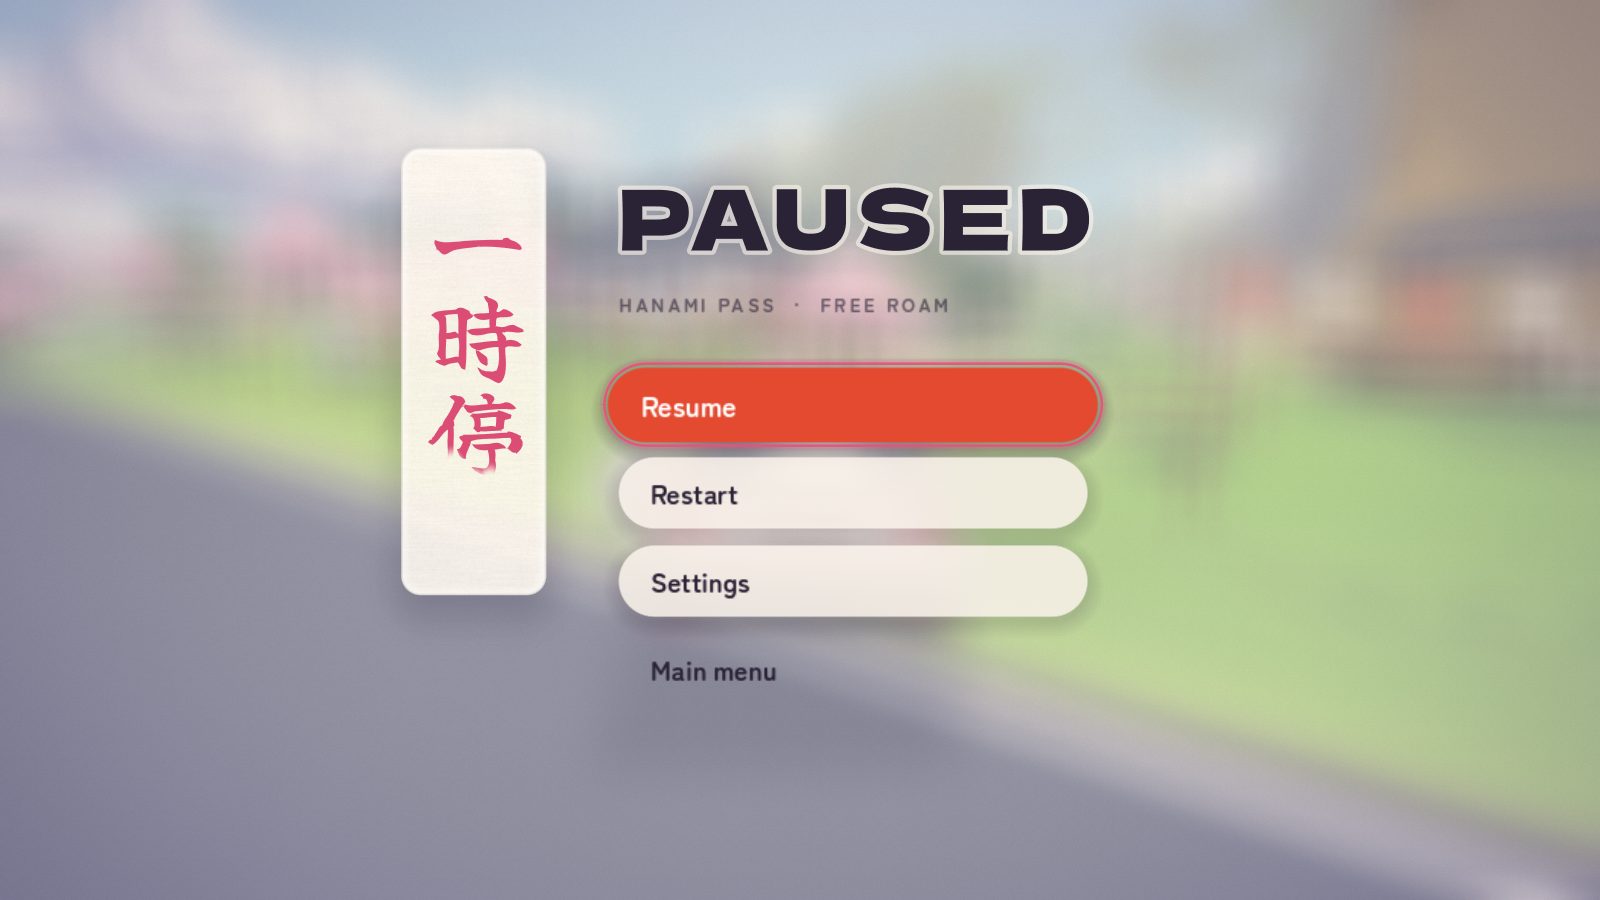 一時停
PAUSED
HANAMI PASS · FREE ROAM
Resume
Restart
Settings
Main menu